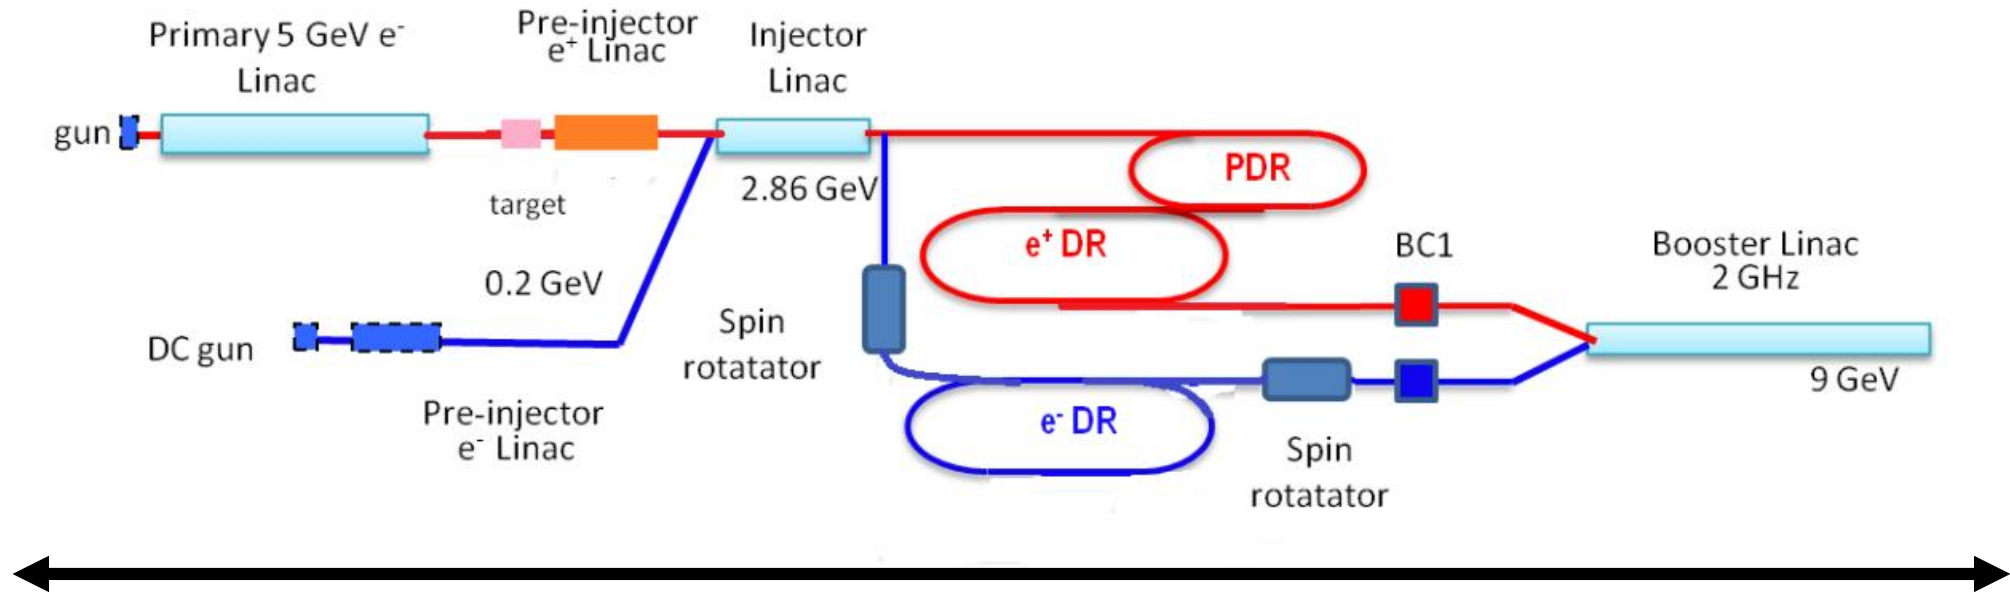 Primary 5 GeV e⁻
Linac
Pre-injector
e⁺ Linac
Injector
Linac
gun
target
2.86 GeV
PDR
e⁺ DR
BC1
Booster Linac
2 GHz
0.2 GeV
DC gun
Spin
rotatator
9 GeV
Pre-injector
e⁻ Linac
e⁻ DR
Spin
rotatator